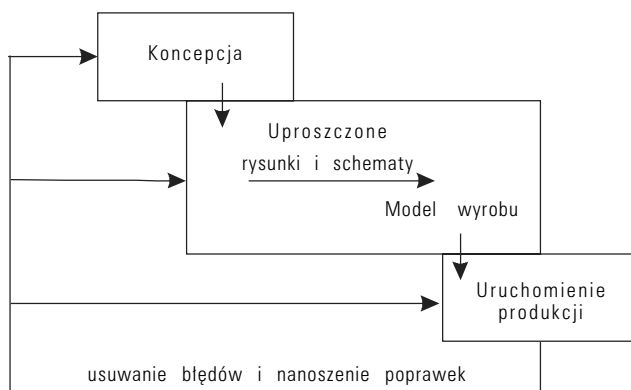 Koncepcja
Uproszczone
rysunki i schematy
Model wyrobu
Uruchomienie
produkcji
usuwanie błędów i nanoszenie poprawek